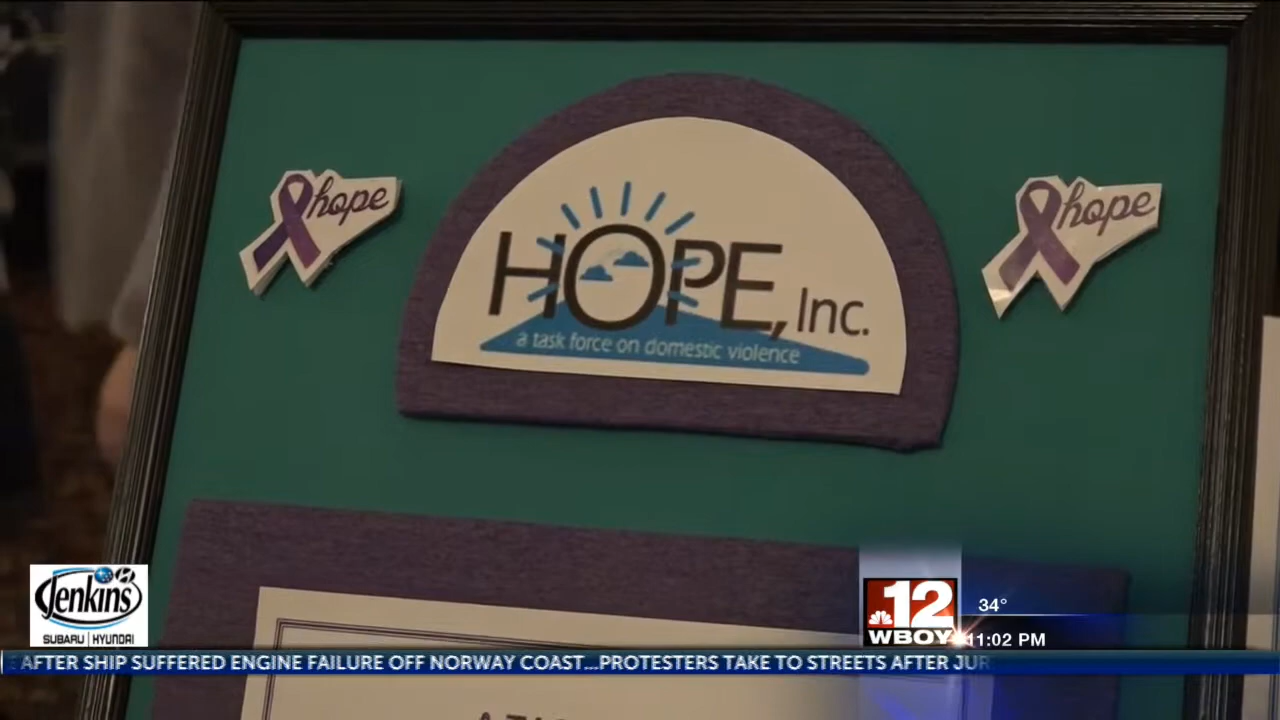 hope
HOPE, Inc.
a task force on domestic violence
hope
Jenkins
SUBARU | HYUNDAI
12
WBOY
34°
11:02 PM
AFTER SHIP SUFFERED ENGINE FAILURE OFF NORWAY COAST...PROTESTERS TAKE TO STREETS AFTER JUR